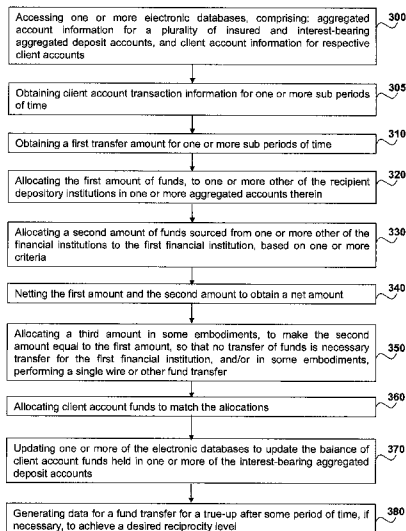 Accessing one or more electronic databases, comprising: aggregated
account information for a plurality of insured and interest-bearing
aggregated deposit accounts, and client account information for respective
client accounts
300
Obtaining client account transaction information for one or more sub periods
of time
305
Obtaining a first transfer amount for one or more sub periods of time
310
Allocating the first amount of funds, to one or more other of the recipient
depository institutions in one or more aggregated accounts therein
320
Allocating a second amount of funds sourced from one or more other of the
financial institutions to the first financial institution, based on one or more
criteria
330
Netting the first amount and the second amount to obtain a net amount
340
Allocating a third amount in some embodiments, to make the
second amount equal to the first amount, so that no transfer of funds is necessary
transfer for the first financial institution, and/or in some embodiments,
performing a single wire or other fund transfer
350
Allocating client account funds to match the allocations
360
Updating one or more of the electronic databases to update the balance of
client account funds held in one or more of the interest-bearing aggregated
deposit accounts
370
Generating data for a fund transfer for a true-up after some period of time, if
necessary, to achieve a desired reciprocity level
380